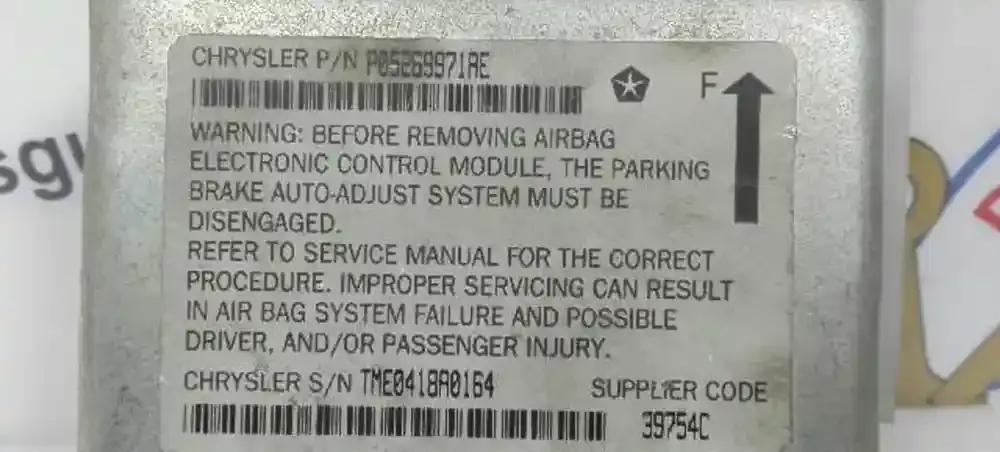 CHRYSLER P/N P05269971AE
F
WARNING: BEFORE REMOVING AIRBAG
ELECTRONIC CONTROL MODULE, THE PARKING
BRAKE AUTO-ADJUST SYSTEM MUST BE
DISENGAGED.
REFER TO SERVICE MANUAL FOR THE CORRECT
PROCEDURE. IMPROPER SERVICING CAN RESULT
IN AIR BAG SYSTEM FAILURE AND POSSIBLE
DRIVER, AND/OR PASSENGER INJURY.
CHRYSLER S/N TME0418A0164
SUPPLIER CODE
39754C